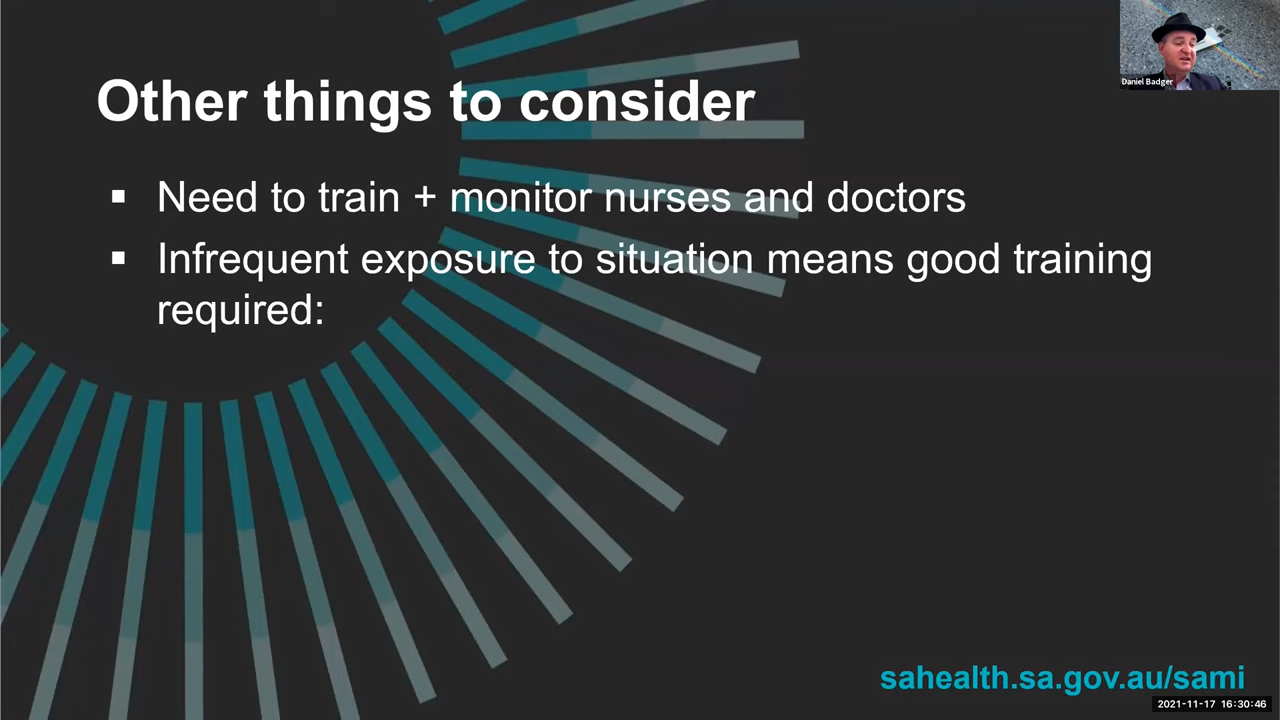 Daniel Badger
Other things to consider
▪ Need to train + monitor nurses and doctors
▪ Infrequent exposure to situation means good training
required:
sahealth.sa.gov.au/sami
2021-11-17 16:30:46